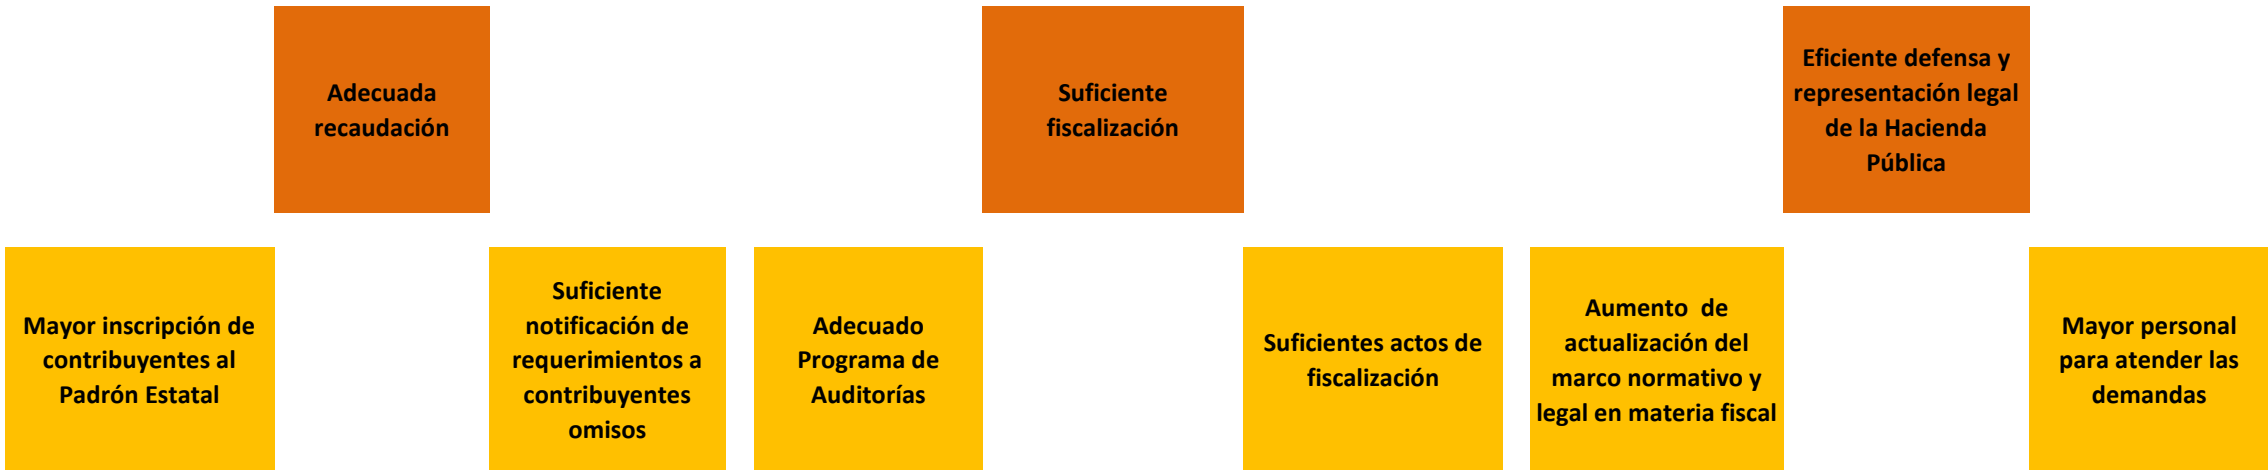 Adecuada
recaudación
Suficiente
fiscalización
Eficiente defensa y
representación legal
de la Hacienda
Pública
Mayor inscripción de
contribuyentes al
Padrón Estatal
Suficiente
notificación de
requerimientos a
contribuyentes
omisos
Adecuado
Programa de
Auditorías
Suficientes actos de
fiscalización
Aumento  de
actualización del
marco normativo y
legal en materia fiscal
Mayor personal
para atender las
demandas